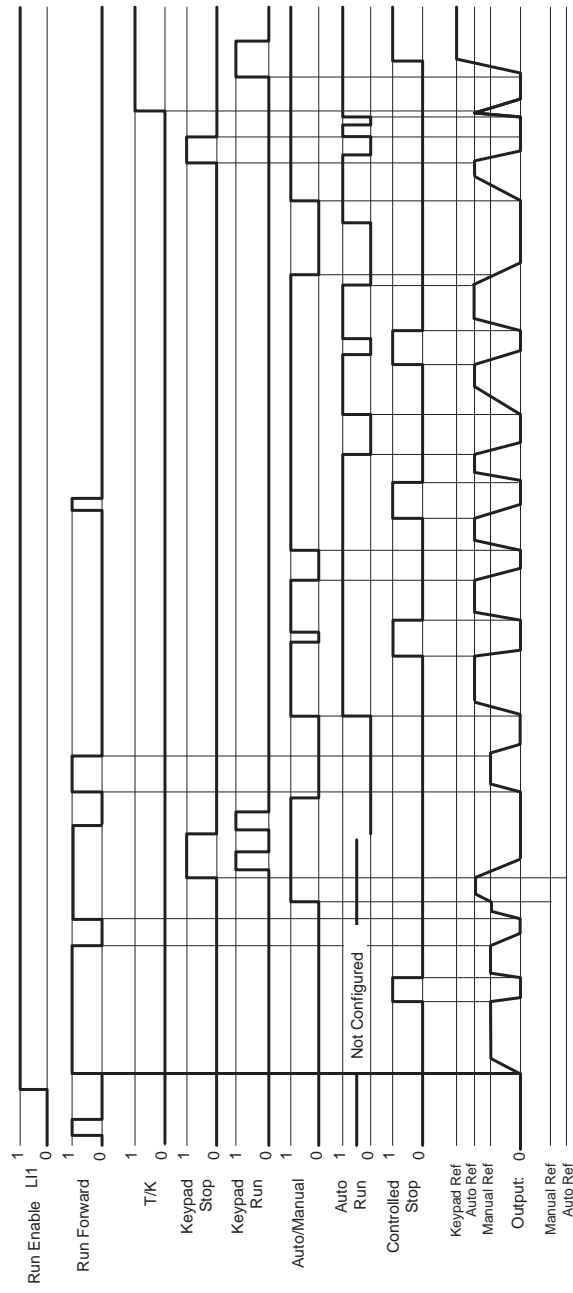 Run Enable LI1
1
0
Run Forward
1
0
T/K
1
0
Keypad
Stop
1
0
Keypad
Run
1
0
Auto/Manual
1
0
Auto
Run
1
0
Not Configured
Controlled
Stop
1
0
Keypad Ref
Auto Ref
Manual Ref
Output:
0
Manual Ref
Auto Ref